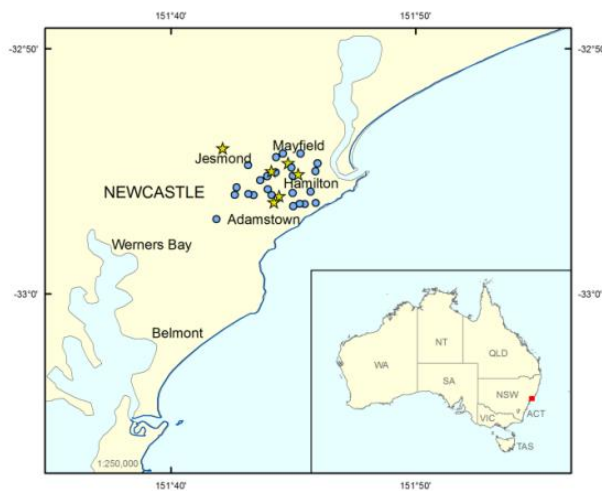 151°40'
151°50'
-32°50'
-32°50'
Mayfield
Jesmond
Hamilton
NEWCASTLE
Adamstown
Werners Bay
-33°0'
-33°0'
Belmont
NT
QLD
WA
SA
NSW
ACT
VIC
TAS
1:250,000
151°40'
151°50'